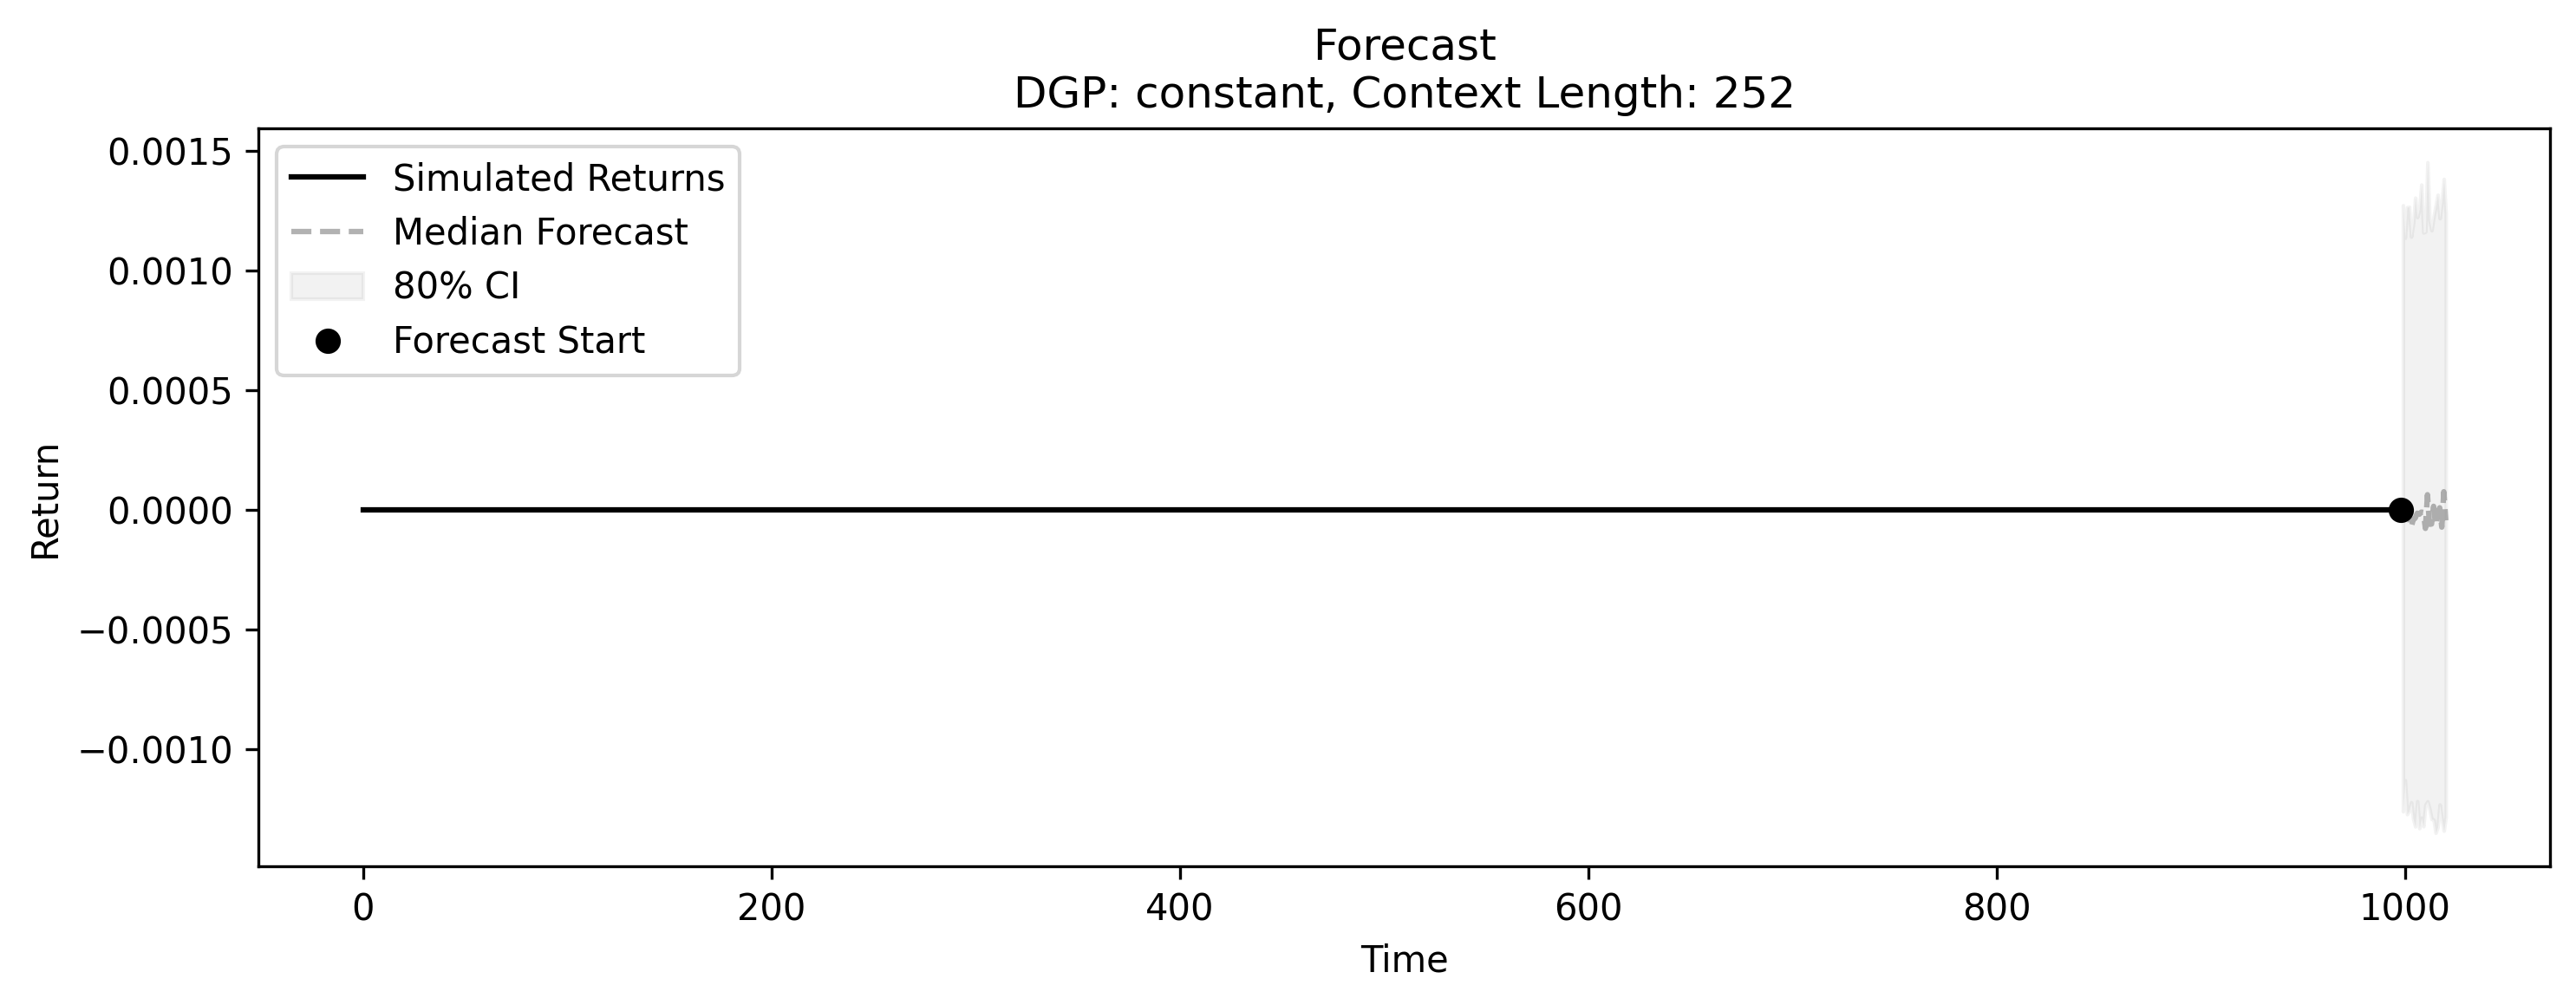 Forecast
DGP: constant, Context Length: 252
0.0015
0.0010
0.0005
0.0000
−0.0005
−0.0010
Return
Simulated Returns
Median Forecast
80% CI
Forecast Start
0
200
400
600
800
1000
Time